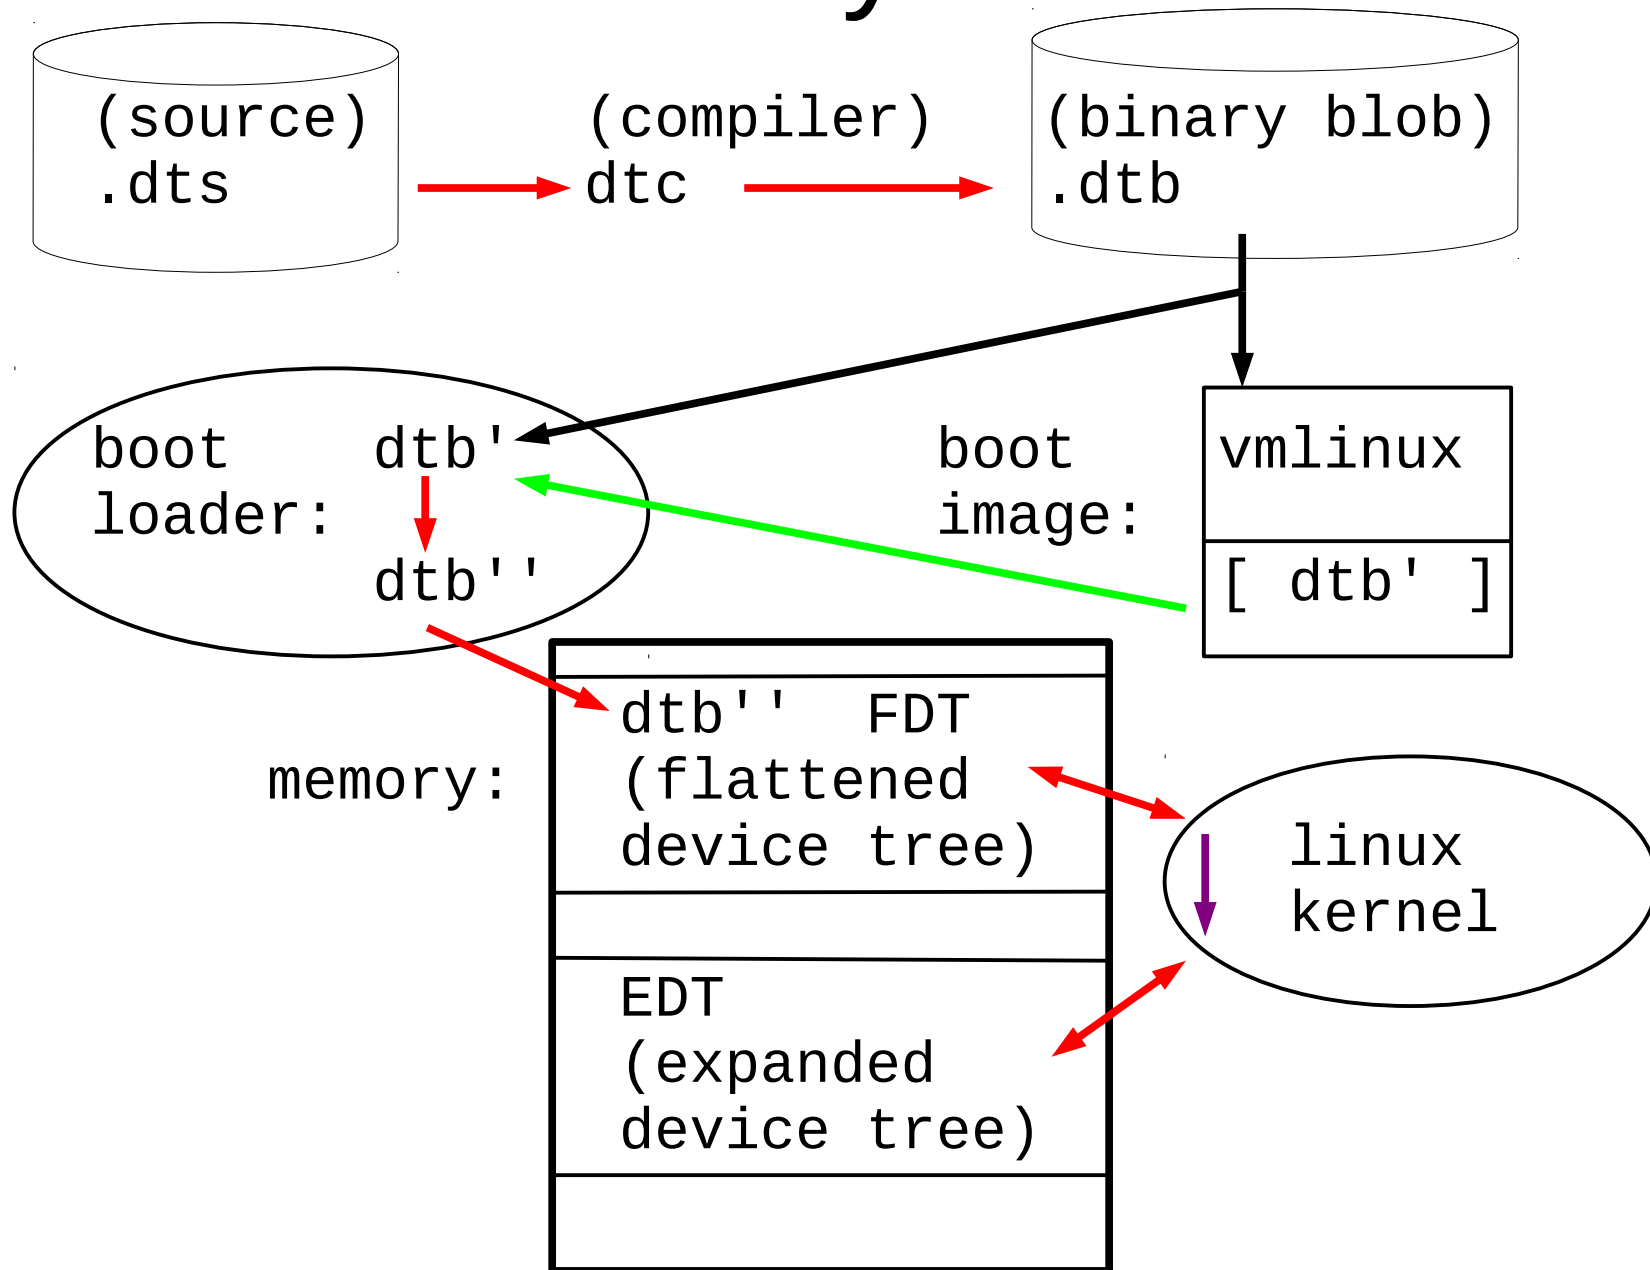 (source)
.dts
(compiler)
dtc
(binary blob)
.dtb
boot
loader:
dtb'
dtb''
boot
image:
vmlinux
[ dtb' ]
memory:
dtb'' FDT
(flattened
device tree)
linux
kernel
EDT
(expanded
device tree)